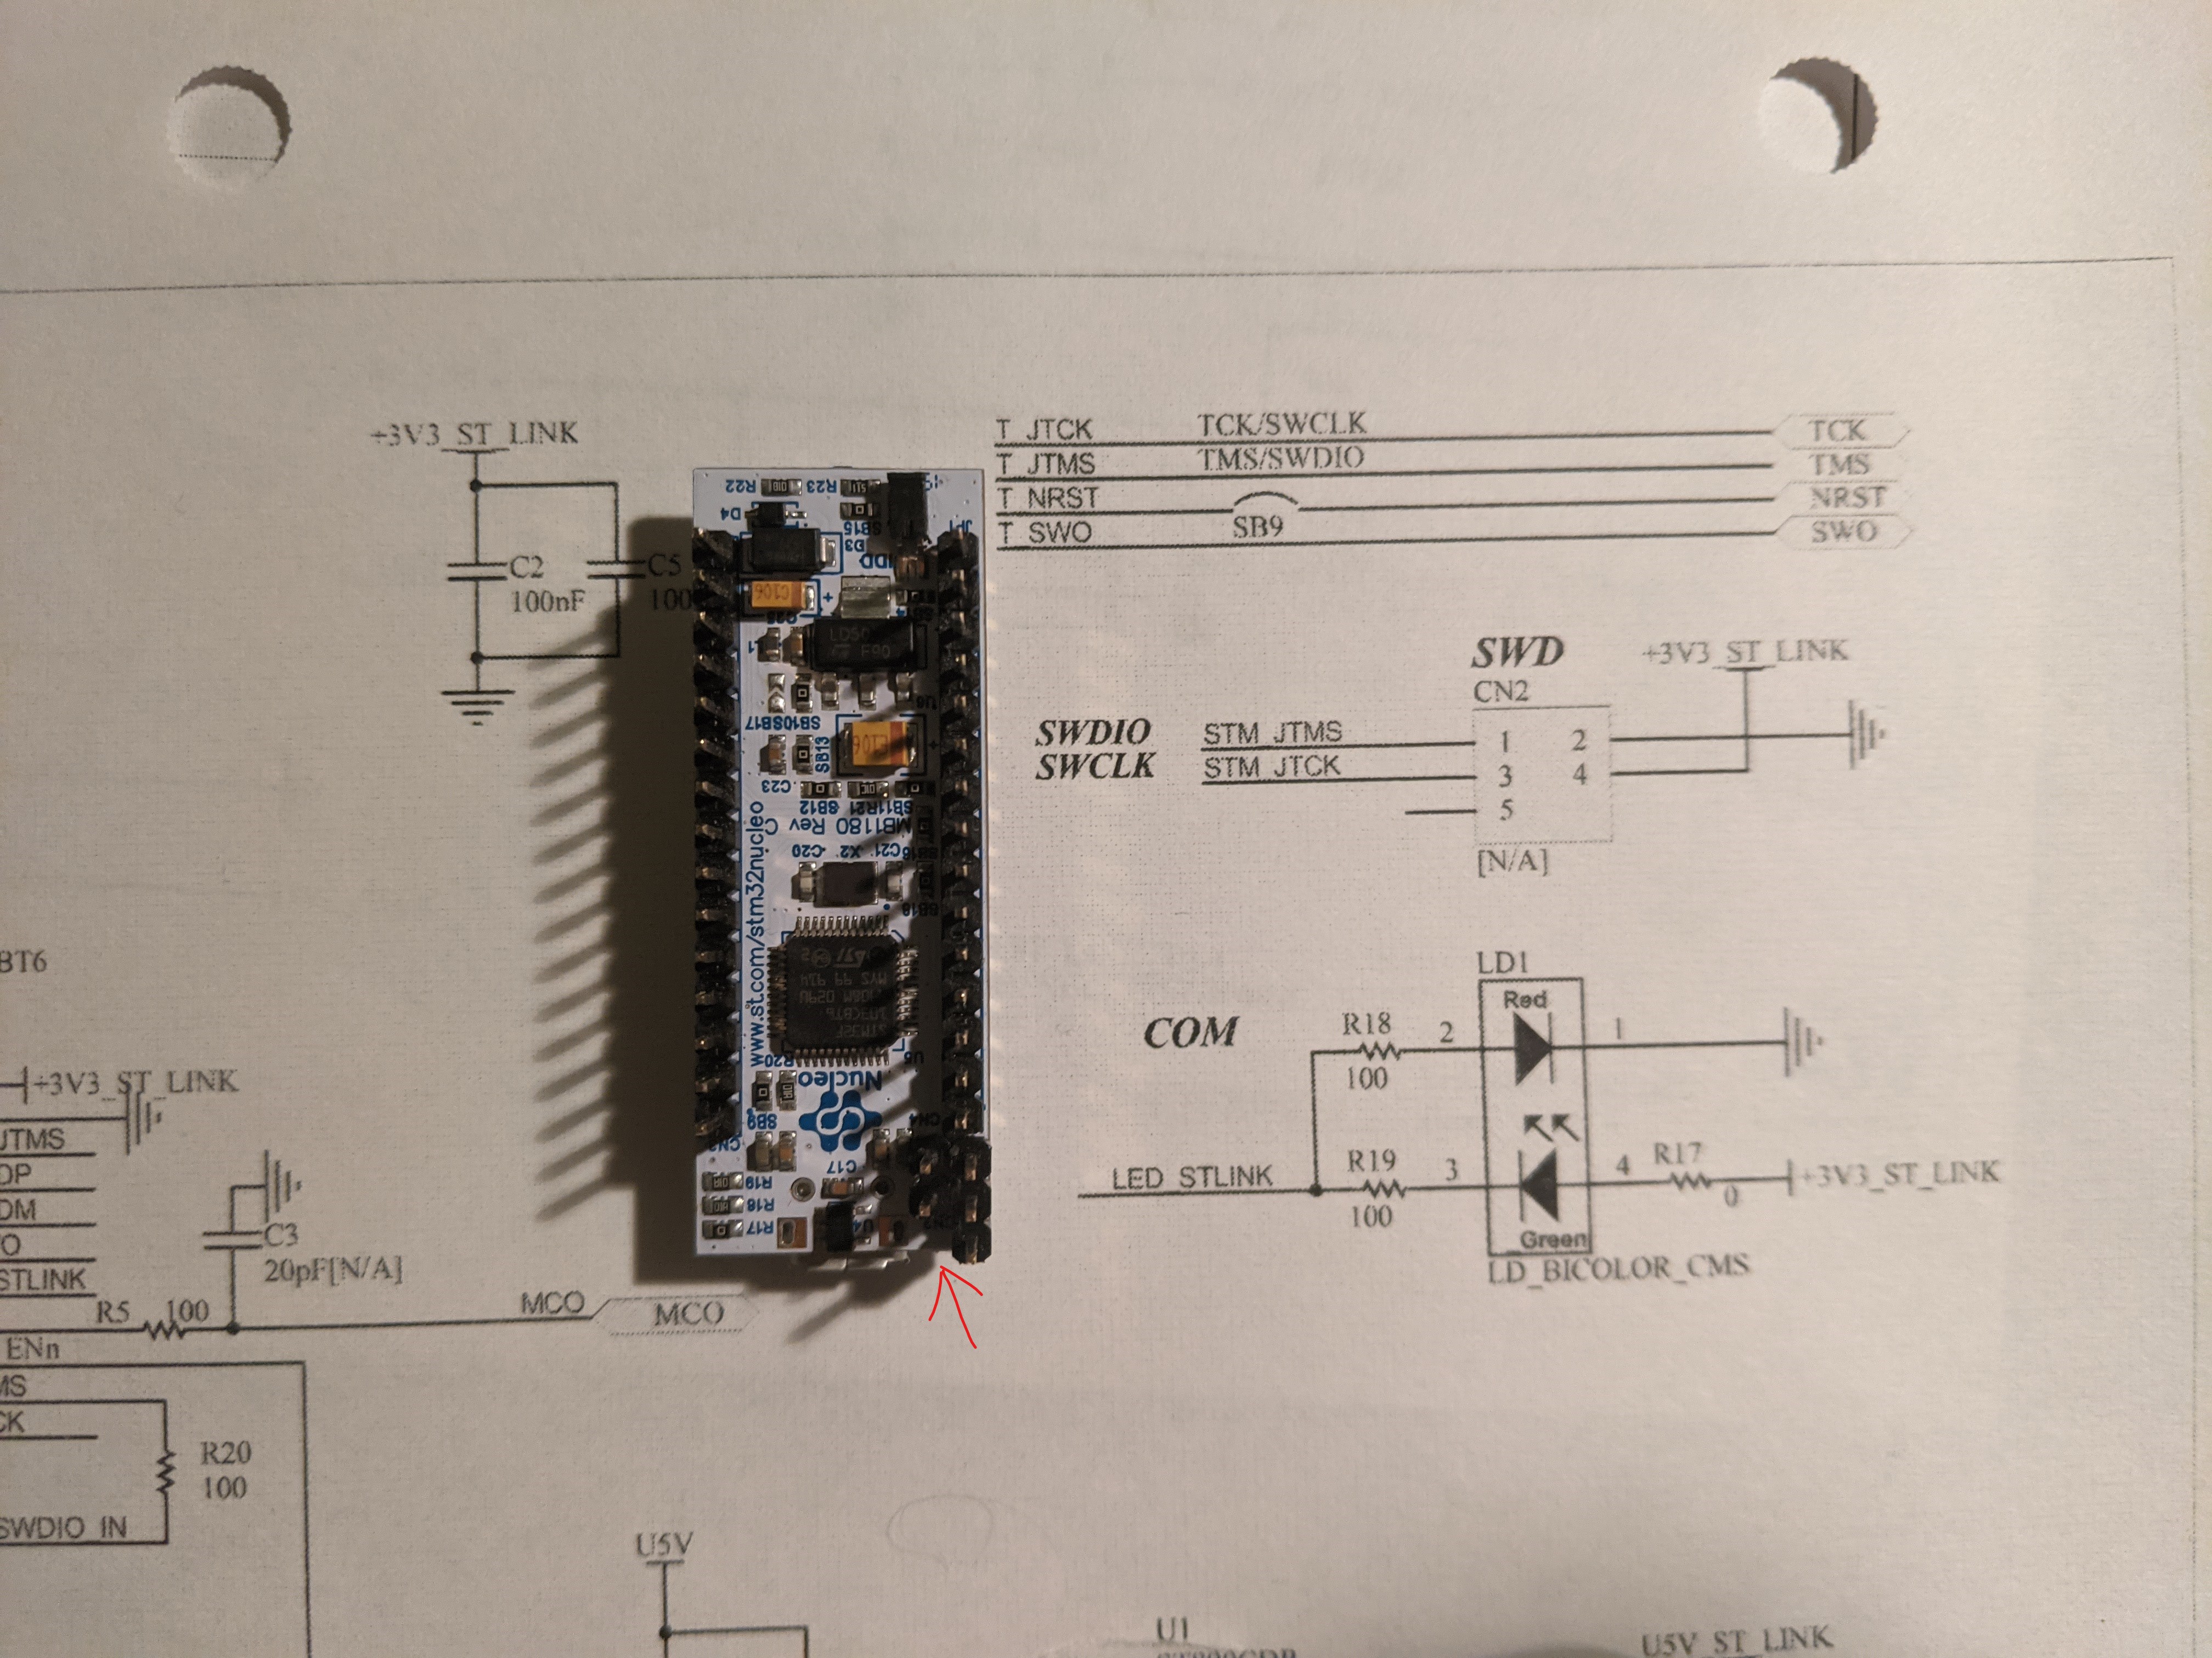 +3V3_ST_LINK
C2
100nF
C5
100
T_JTCK
TCK/SWCLK
TCK
T_JTMS
TMS/SWDIO
TMS
T_NRST
SB9
NRST
T_SWO
SWO
SWD
CN2
+3V3_ST_LINK
SWDIO
STM_JTMS
1
2
SWCLK
STM_JTCK
3
4
5
[N/A]
R22
R23
D4
SB15
JP1
D3
IDD
C106
+
L1
U6
SB10
SB17
SB13
+
C23
SB12
R21
SB11
MB1180 Rev C
C20
X2
C21
SB18
www.st.com/stm32nucleo
R20
U5
Nucleo
SB9
CN4
CN3
C17
R19
R18
R17
BT6
LD1
Red
COM
R18
100
2
1
R19
100
3
4
R17
0
+3V3_ST_LINK
LED_STLINK
Green
LD_BICOLOR_CMS
+3V3_ST_LINK
JTMS
DP
DM
STLINK
C3
20pF[N/A]
R5
100
MCO
MCO
ENn
MS
CK
R20
100
SWDIO_IN
U5V
U1
U5V_ST_LINK